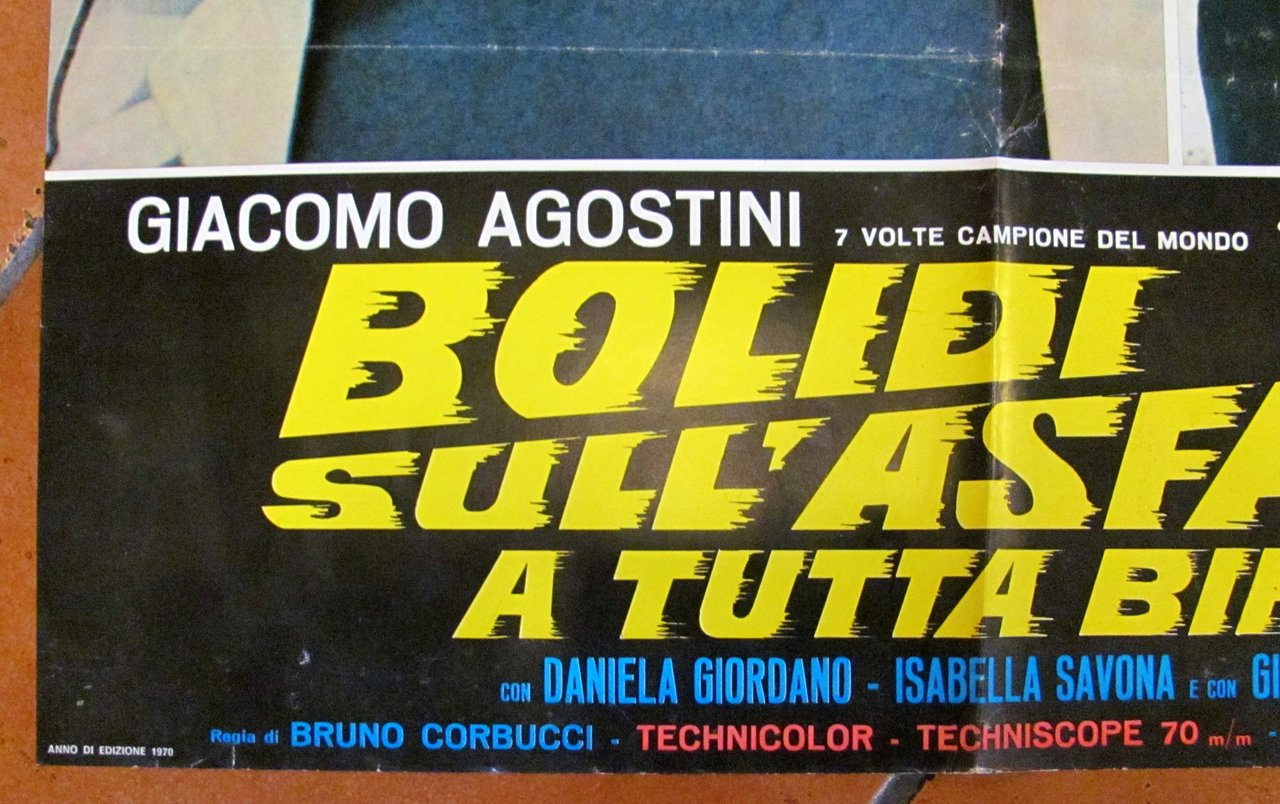 GIACOMO AGOSTINI 7 VOLTE CAMPIONE DEL MONDO
BOLIDI
SULL'ASFA
A TUTTA BIR
CON DANIELA GIORDANO - ISABELLA SAVONA E CON GI
Regia di BRUNO CORBUCCI - TECHNICOLOR - TECHNISCOPE 70 m/m -
ANNO DI EDIZIONE 1970